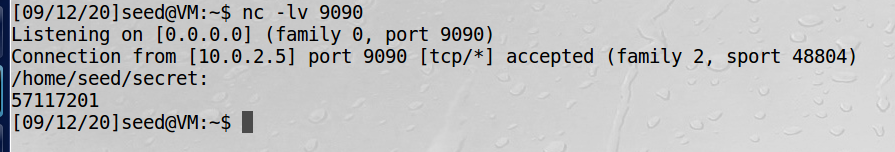 [09/12/20]seed@VM:~$ nc -lv 9090
Listening on [0.0.0.0] (family 0, port 9090)
Connection from [10.0.2.5] port 9090 [tcp/*] accepted (family 2, sport 48804)
/home/seed/secret:
57117201
[09/12/20]seed@VM:~$